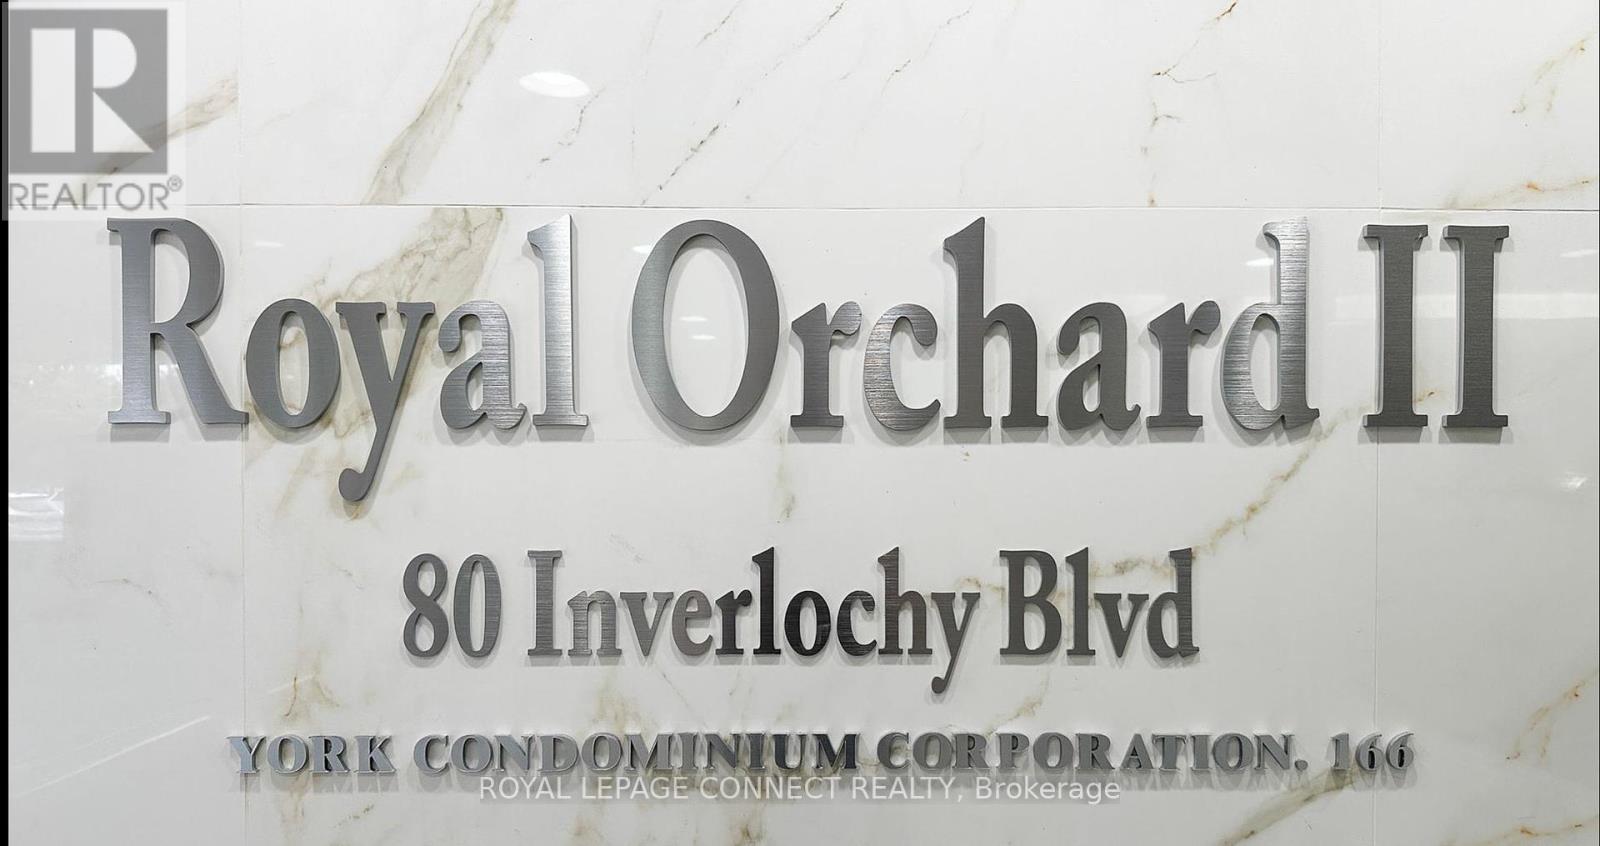 REALTOR®
Royal Orchard II
80 Inverlochy Blvd
YORK CONDOMINIUM CORPORATION. 166
ROYAL LEPAGE CONNECT REALTY, Brokerage